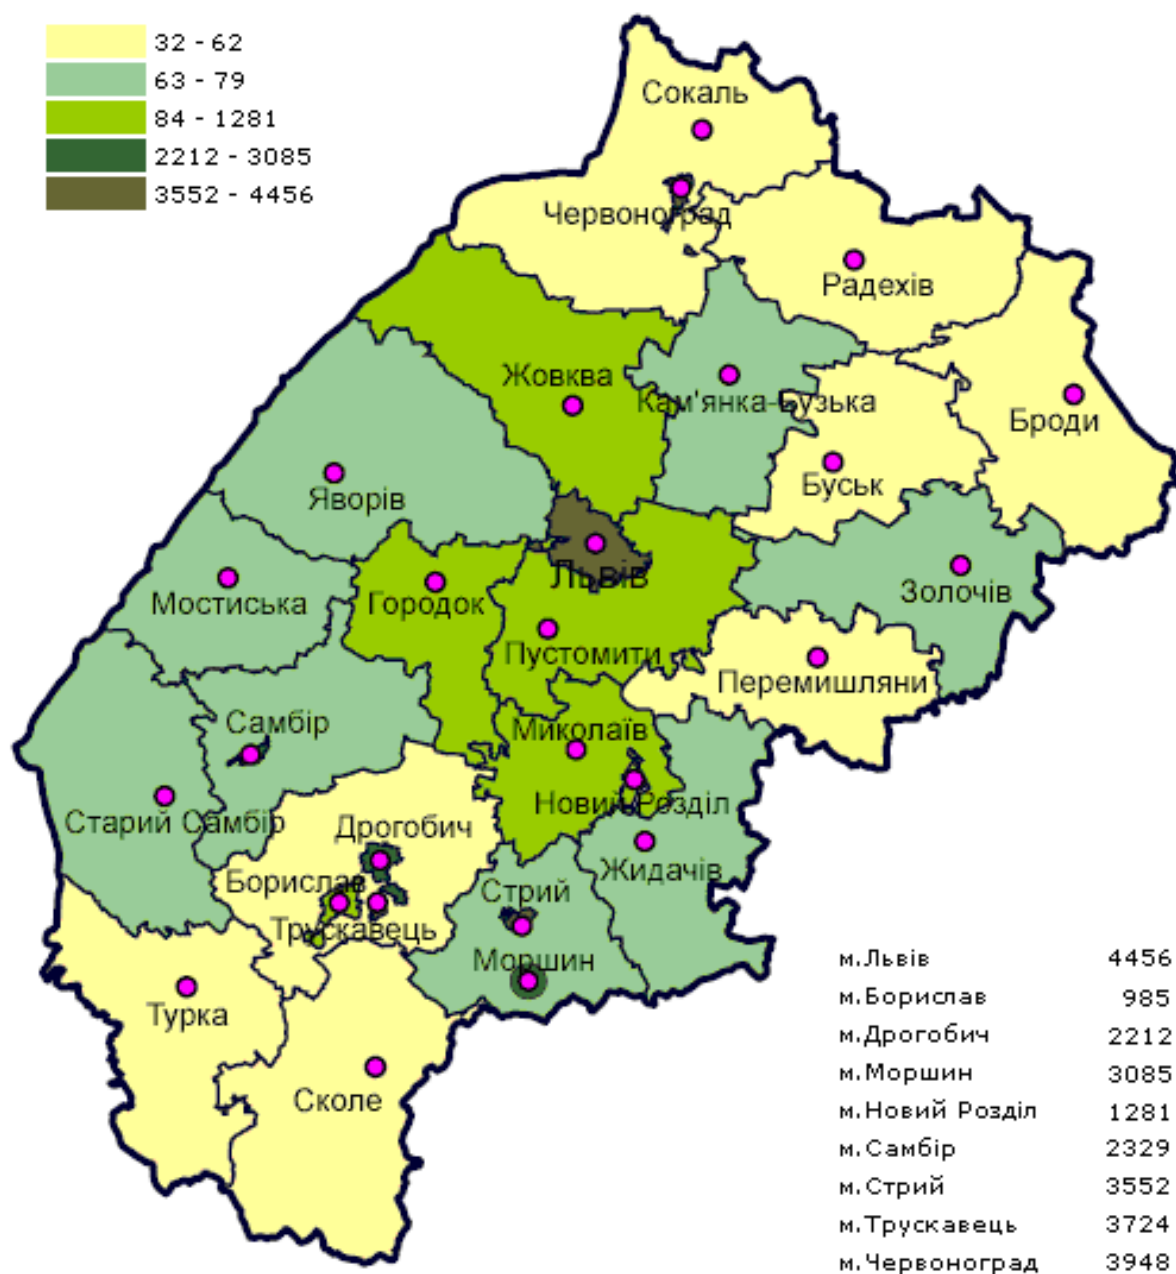 32 - 62
63 - 79
84 - 1281
2212 - 3085
3552 - 4456
Сокаль
Червоноград
Радехів
Жовква
Кам'янка-Бузька
Броди
Буськ
Яворів
Львів
Золочів
Мостиська
Городок
Пустомити
Перемишляни
Самбір
Миколаїв
Новий Розділ
Старий Самбір
Дрогобич
Жидачів
Борислав
Стрий
Трускавець
Моршин
Турка
Сколе
м.Львів 4456
м.Борислав 985
м.Дрогобич 2212
м.Моршин 3085
м.Новий Розділ 1281
м.Самбір 2329
м.Стрий 3552
м.Трускавець 3724
м.Червоноград 3948